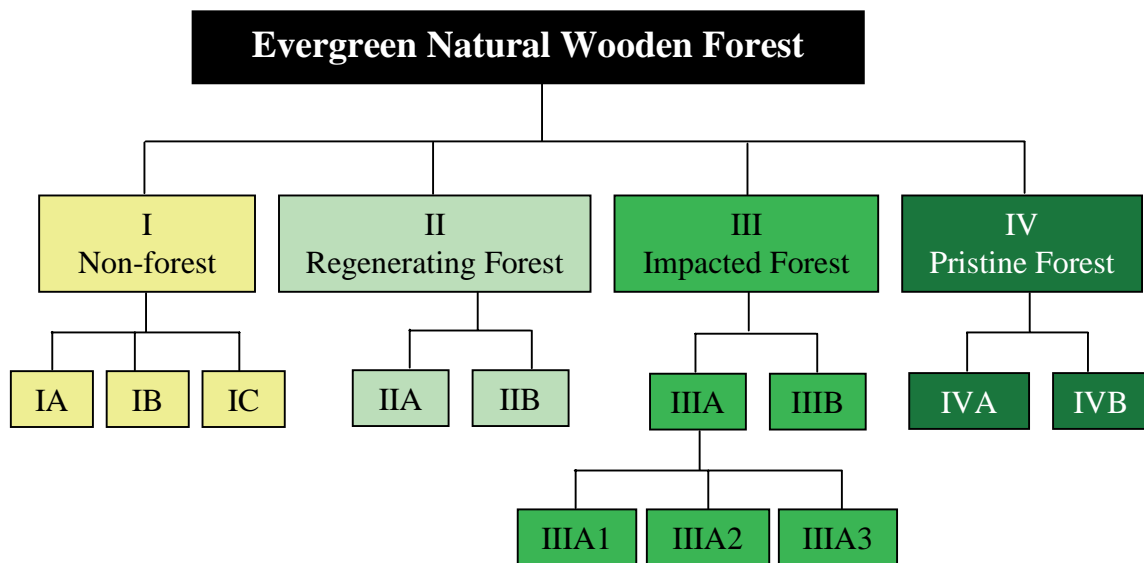 Evergreen Natural Wooden Forest
I
Non-forest
II
Regenerating Forest
III
Impacted Forest
IV
Pristine Forest
IA
IB
IC
IIA
IIB
IIIA
IIIB
IVA
IVB
IIIA1
IIIA2
IIIA3